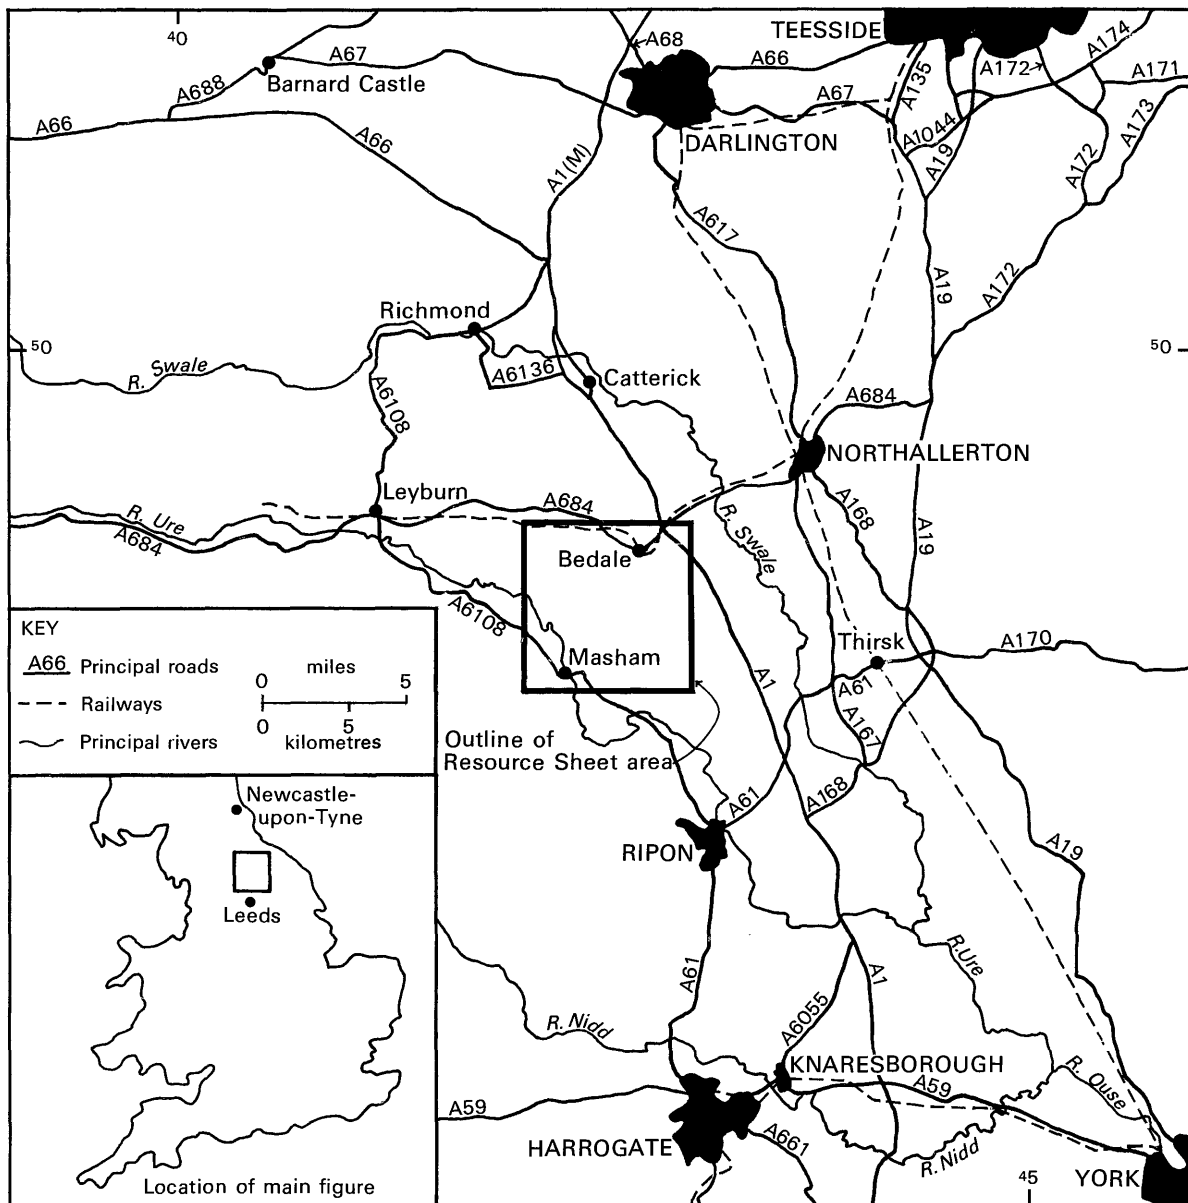 40
TEESSIDE
A68
A66
A174
A67
A135
A172
A171
Barnard Castle
A688
A67
A173
A66
A66
DARLINGTON
A1044
A19
A172
A1(M)
A617
A19
A172
Richmond
50
50
R. Swale
A6136
Catterick
A6108
A684
NORTHALLERTON
Leyburn
A684
A168
R. Ure
A684
R. Swale
A19
Bedale
A6108
Thirsk
A170
Masham
A1
A61
A167
Outline of
Resource Sheet area
A61
A168
RIPON
A19
R. Ure
A61
A1
R. Nidd
A6055
KNARESBOROUGH
A59
R. Ouse
A59
HARROGATE
A661
R. Nidd
45
YORK
KEY
A66 Principal roads
Railways
Principal rivers
0 miles 5
0 5
kilometres
Newcastle-
upon-Tyne
Leeds
Location of main figure